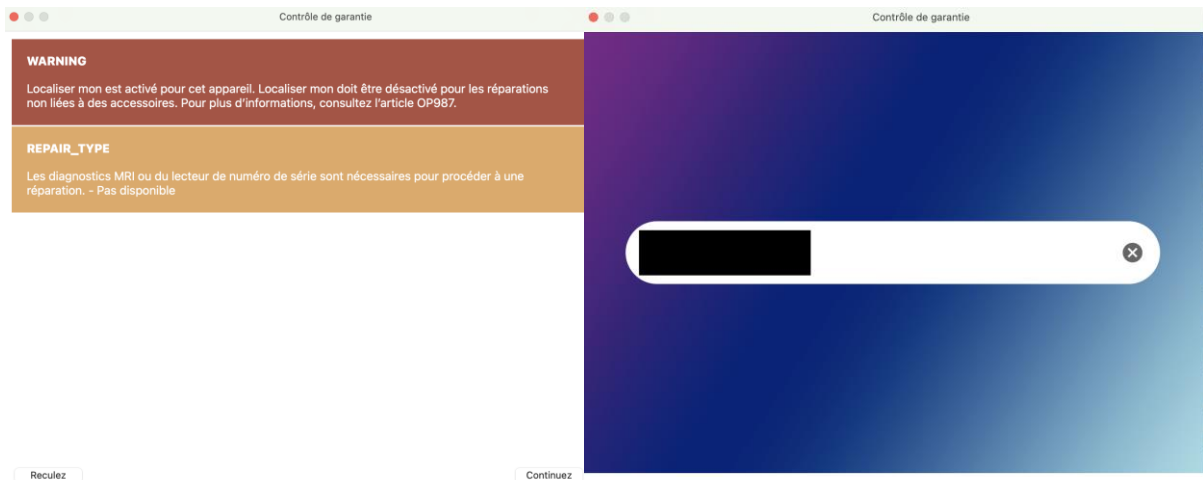 Contrôle de garantie
WARNING
Localiser mon est activé pour cet appareil. Localiser mon doit être désactivé pour les réparations
non liées à des accessoires. Pour plus d'informations, consultez l'article OP987.
REPAIR_TYPE
Les diagnostics MRI ou du lecteur de numéro de série sont nécessaires pour procéder à une
réparation. - Pas disponible
Reculez
Continuez
Contrôle de garantie